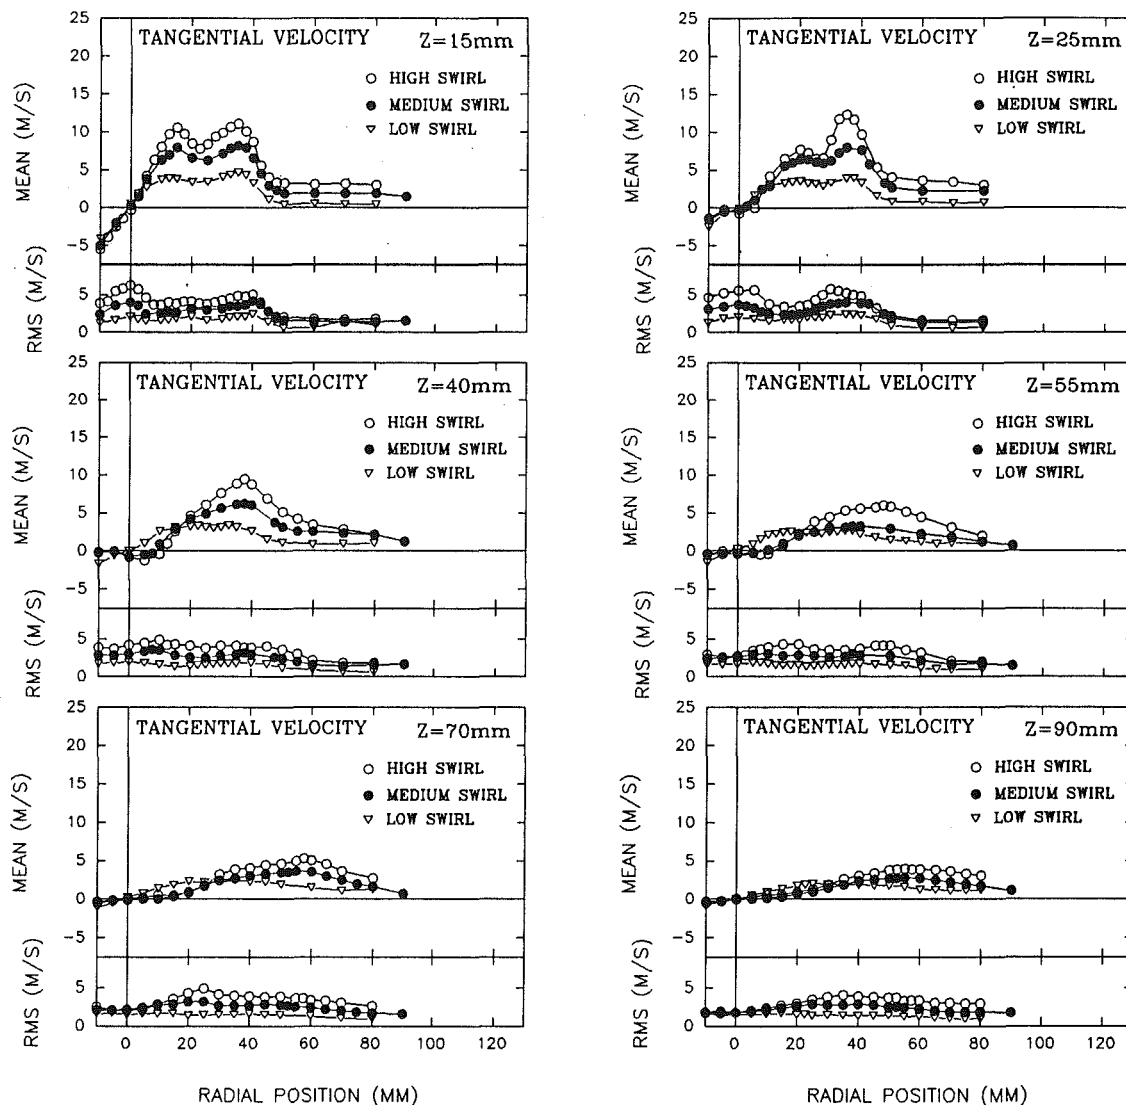 25
TANGENTIAL VELOCITY Z=15mm
20
HIGH SWIRL
15
MEDIUM SWIRL
10
LOW SWIRL
5
0
−5
MEAN (M/S)
5
0
RMS (M/S)
25
TANGENTIAL VELOCITY Z=25mm
20
HIGH SWIRL
15
MEDIUM SWIRL
10
LOW SWIRL
5
0
−5
MEAN (M/S)
5
0
RMS (M/S)
25
TANGENTIAL VELOCITY Z=40mm
20
HIGH SWIRL
15
MEDIUM SWIRL
10
LOW SWIRL
5
0
−5
MEAN (M/S)
5
0
RMS (M/S)
25
TANGENTIAL VELOCITY Z=55mm
20
HIGH SWIRL
15
MEDIUM SWIRL
10
LOW SWIRL
5
0
−5
MEAN (M/S)
5
0
RMS (M/S)
25
TANGENTIAL VELOCITY Z=70mm
20
HIGH SWIRL
15
MEDIUM SWIRL
10
LOW SWIRL
5
0
−5
MEAN (M/S)
5
0
RMS (M/S)
0 20 40 60 80 100 120
RADIAL POSITION (MM)
25
TANGENTIAL VELOCITY Z=90mm
20
HIGH SWIRL
15
MEDIUM SWIRL
10
LOW SWIRL
5
0
−5
MEAN (M/S)
5
0
RMS (M/S)
0 20 40 60 80 100 120
RADIAL POSITION (MM)